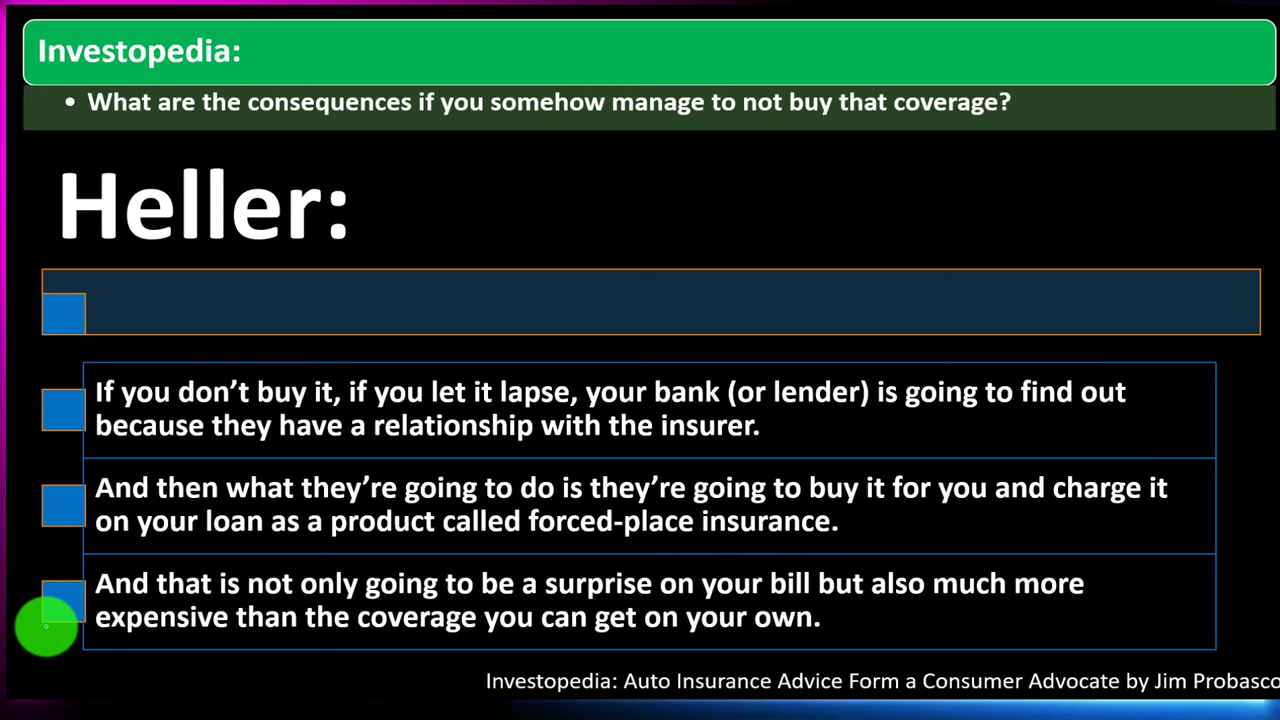 Investopedia:
• What are the consequences if you somehow manage to not buy that coverage?
Heller:
If you don’t buy it, if you let it lapse, your bank (or lender) is going to find out
because they have a relationship with the insurer.
And then what they’re going to do is they’re going to buy it for you and charge it
on your loan as a product called forced-place insurance.
And that is not only going to be a surprise on your bill but also much more
expensive than the coverage you can get on your own.
Investopedia: Auto Insurance Advice Form a Consumer Advocate by Jim Probasco